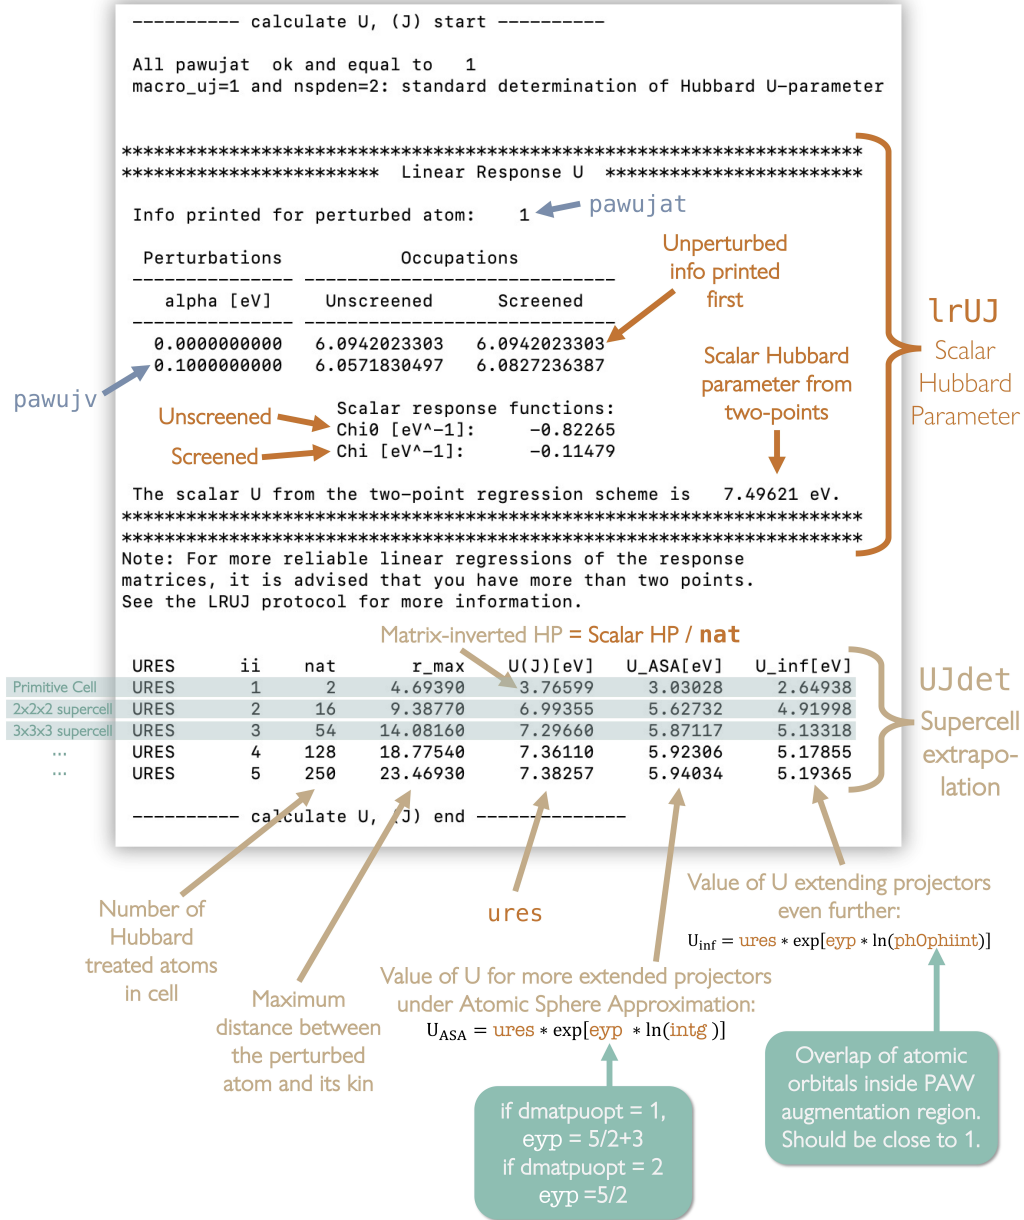 ---------- calculate U, (J) start ----------
All pawujat  ok and equal to   1
macro_uj=1 and nspden=2: standard determination of Hubbard U-parameter
*********************************************************************
************************  Linear Response U  ************************
Info printed for perturbed atom:    1
pawujat
Perturbations Occupations
--------------- -----------------------------
alpha [eV] Unscreened Screened
--------------- -----------------------------
0.0000000000 6.0942023303 6.0942023303
0.1000000000 6.0571830497 6.0827236387
Unperturbed
info printed
first
pawujv
Scalar response functions:
Chi0 [eV^-1]: -0.82265
Chi [eV^-1]: -0.11479
Unscreened
Screened
Scalar Hubbard
parameter from
two-points
The scalar U from the two-point regression scheme is   7.49621 eV.
*********************************************************************
*********************************************************************
lrUJ
Scalar
Hubbard
Parameter
Note: For more reliable linear regressions of the response
matrices, it is advised that you have more than two points.
See the LRUJ protocol for more information.
Matrix-inverted HP = Scalar HP / nat
URES ii nat r_max U(J)[eV] U_ASA[eV] U_inf[eV]
Primitive Cell URES 1 2 4.69390 3.76599 3.03028 2.64938
2x2x2 supercell URES 2 16 9.38770 6.99355 5.62732 4.91998
3x3x3 supercell URES 3 54 14.08160 7.29660 5.87117 5.13318
... URES 4 128 18.77540 7.36110 5.92306 5.17855
... URES 5 250 23.46930 7.38257 5.94034 5.19365
UJdet
Supercell
extrapo-
lation
---------- calculate U, (J) end --------------
Number of
Hubbard
treated atoms
in cell
Maximum
distance between
the perturbed
atom and its kin
ures
Value of U for more extended projectors
under Atomic Sphere Approximation:
U_ASA = ures * exp[eyp * ln(intg )]
if dmatpuopt = 1,
eyp = 5/2+3
if dmatpuopt = 2
eyp =5/2
Value of U extending projectors
even further:
U_inf = ures * exp[eyp * ln(ph0phiint)]
Overlap of atomic
orbitals inside PAW
augmentation region.
Should be close to 1.